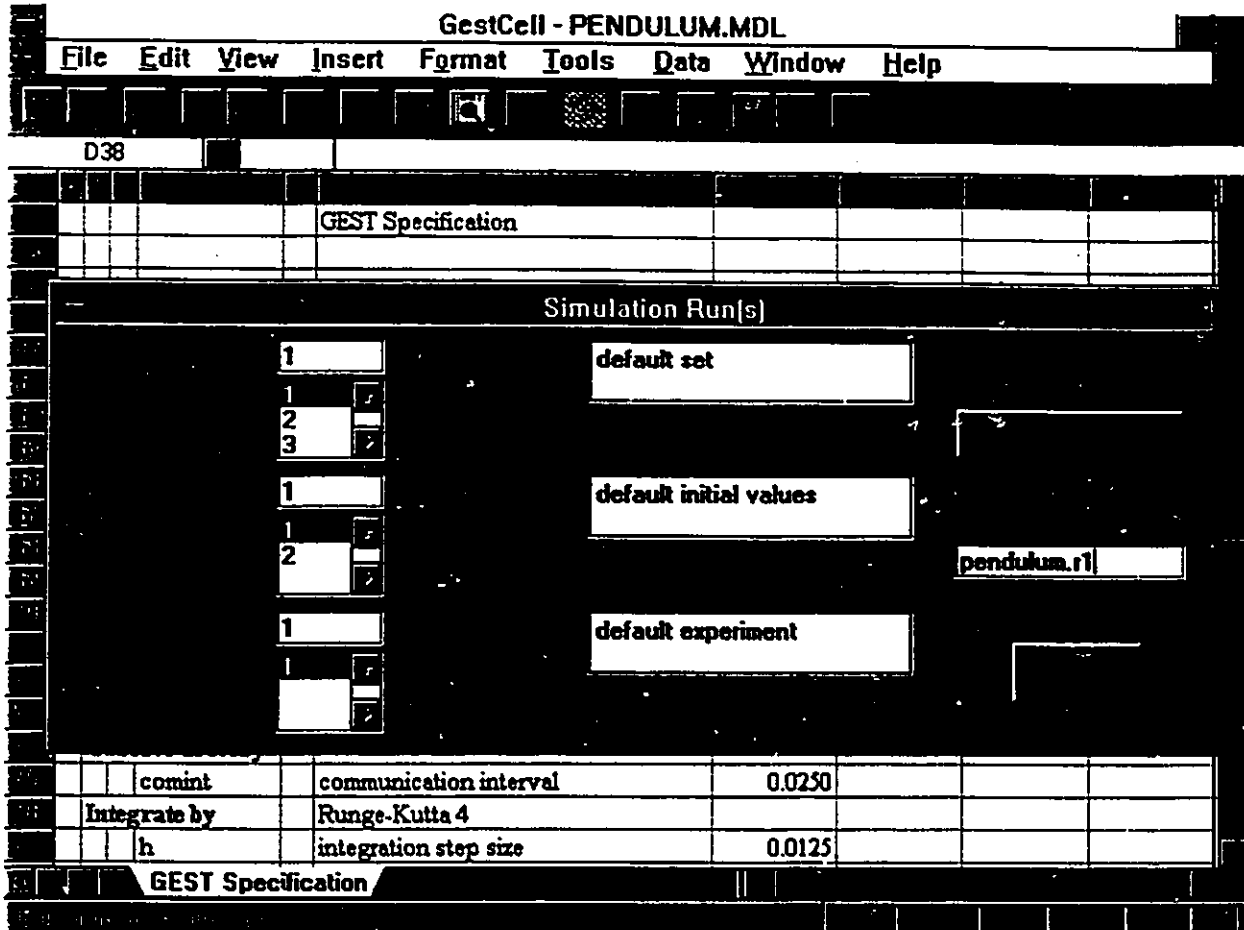 GestCell - PENDULUM.MDL
File Edit View Insert Format Tools Data Window Help
D38
GEST Specification
Simulation Run(s)
1 default set
1
2
3
1 default initial values
1
2
pendulum.r1
1 default experiment
1
comint communication interval 0.0250
Integrate by Runge-Kutta 4
h integration step size 0.0125
GEST Specification